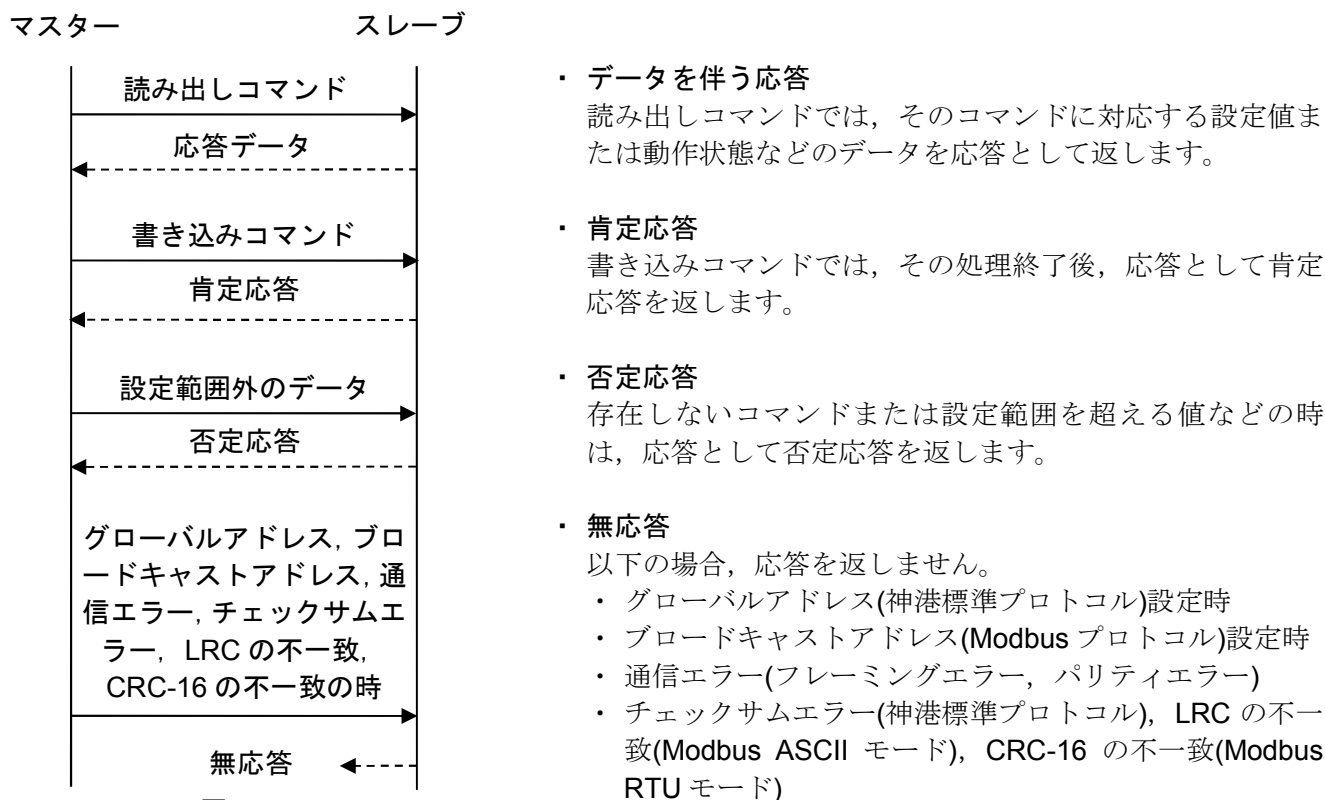 マスター
スレーブ
読み出しコマンド
応答データ
書き込みコマンド
肯定応答
設定範囲外のデータ
否定応答
グローバルアドレス, ブロ
ードキャストアドレス, 通
信エラー, チェックサムエ
ラー, LRC の不一致,
CRC-16 の不一致の時
無応答
・ データを伴う応答
読み出しコマンドでは，そのコマンドに対応する設定値ま
たは動作状態などのデータを応答として返します。
・ 肯定応答
書き込みコマンドでは，その処理終了後，応答として肯定
応答を返します。
・ 否定応答
存在しないコマンドまたは設定範囲を超える値などの時
は，応答として否定応答を返します。
・ 無応答
以下の場合，応答を返しません。
・ グローバルアドレス(神港標準プロトコル)設定時
・ ブロードキャストアドレス(Modbus プロトコル)設定時
・ 通信エラー(フレーミングエラー，パリティエラー)
・ チェックサムエラー(神港標準プロトコル)，LRC の不一
致(Modbus ASCII モード)，CRC-16 の不一致(Modbus
RTU モード)